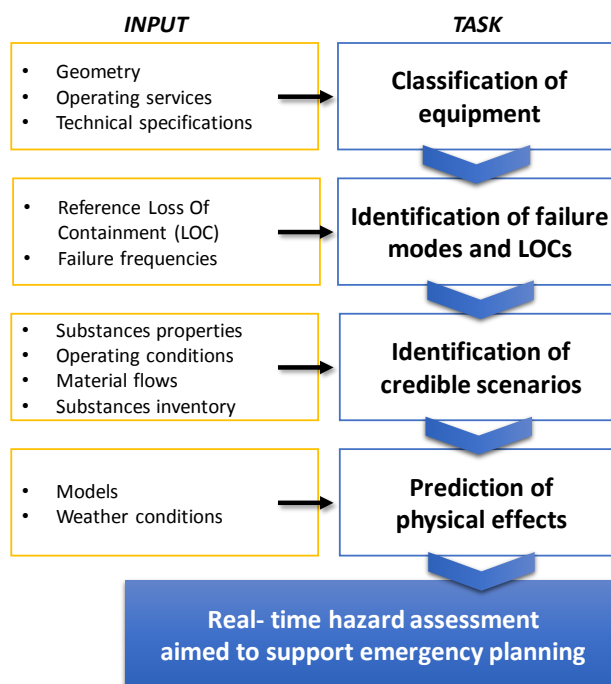 INPUT
TASK
• Geometry
• Operating services
• Technical specifications
Classification of
equipment
• Reference Loss Of
Containment (LOC)
• Failure frequencies
Identification of failure
modes and LOCs
• Substances properties
• Operating conditions
• Material flows
• Substances inventory
Identification of
credible scenarios
• Models
• Weather conditions
Prediction of
physical effects
Real- time hazard assessment
aimed to support emergency planning